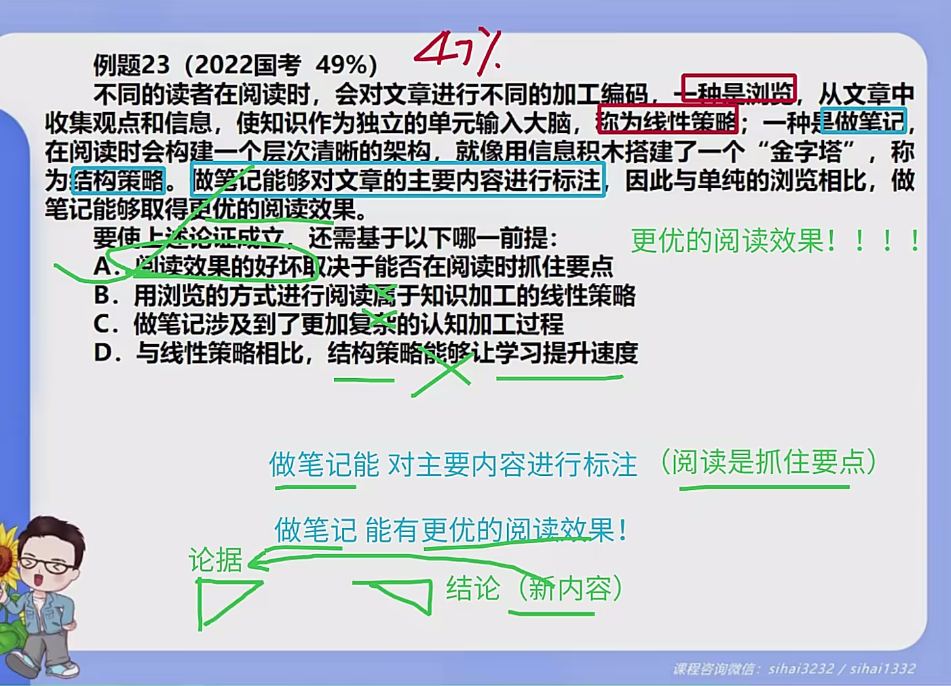 47%
例题23（2022国考 49%）
不同的读者在阅读时，会对文章进行不同的加工编码，一种是浏览，从文章中
收集观点和信息，使知识作为独立的单元输入大脑，称为线性策略；一种是做笔记，
在阅读时会构建一个层次清晰的架构，就像用信息积木搭建了一个“金字塔”，称
为结构策略。做笔记能够对文章的主要内容进行标注，因此与单纯的浏览相比，做
笔记能够取得更优的阅读效果。
要使上述论证成立，还需基于以下哪一前提：
更优的阅读效果！！！！
A．阅读效果的好坏取决于能否在阅读时抓住要点
B．用浏览的方式进行阅读属于知识加工的线性策略
C．做笔记涉及到了更加复杂的认知加工过程
D．与线性策略相比，结构策略能够让学习提升速度
做笔记能 对主要内容进行标注 （阅读是抓住要点）
做笔记 能有更优的阅读效果！
论据
结论（新内容）
课程咨询微信：sihai3232 / sihai1332